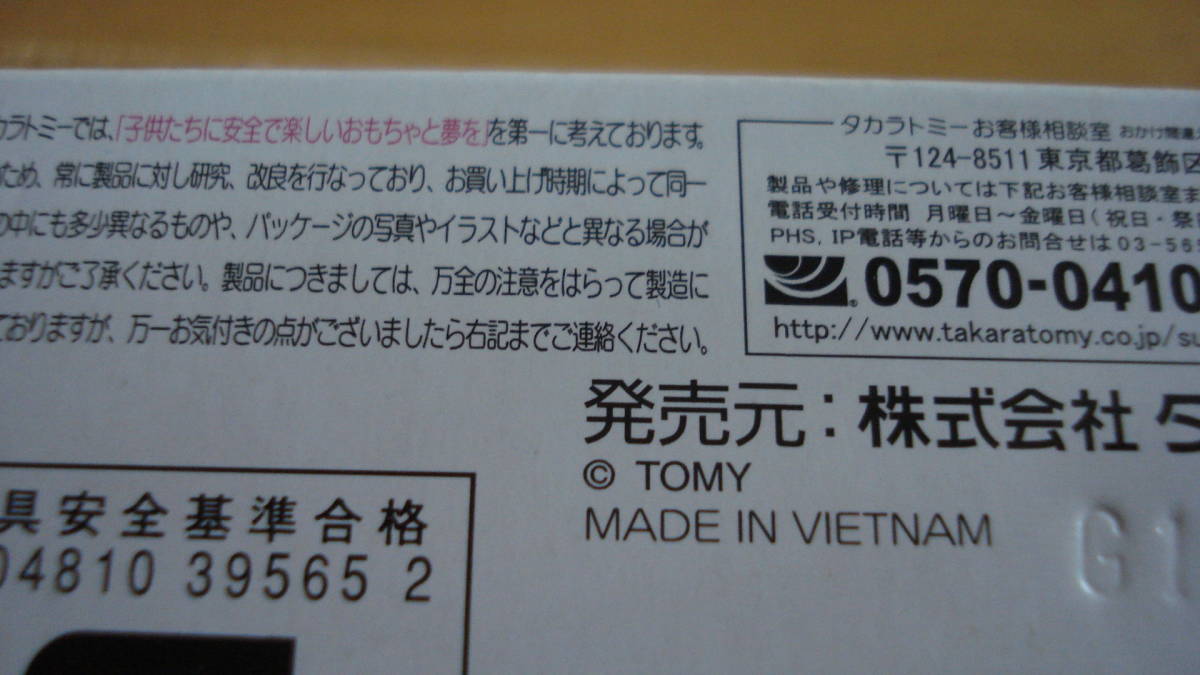 カラトミーでは、「子供たちに安全で楽しいおもちゃと夢を」を第一に考えております。
ため、常に製品に対し研究、改良を行なっており、お買い上げ時期によって同一
の中にも多少異なるものや、パッケージの写真やイラストなどと異なる場合が
ますがご了承ください。製品につきましては、万全の注意をはらって製造に
ておりますが、万一お気付きの点がございましたら右記までご連絡ください。
タカラトミーお客様相談室 おかけ間違
〒124-8511 東京都葛飾区
製品や修理については下記お客様相談室ま
電話受付時間 月曜日〜金曜日(祝日・祭
PHS, IP電話等からのお問合せは 03-56
0570-0410
http://www.takaratomy.co.jp/su
発売元:株式会社 タ
© TOMY
MADE IN VIETNAM
G1
具安全基準合格
04810 39565 2